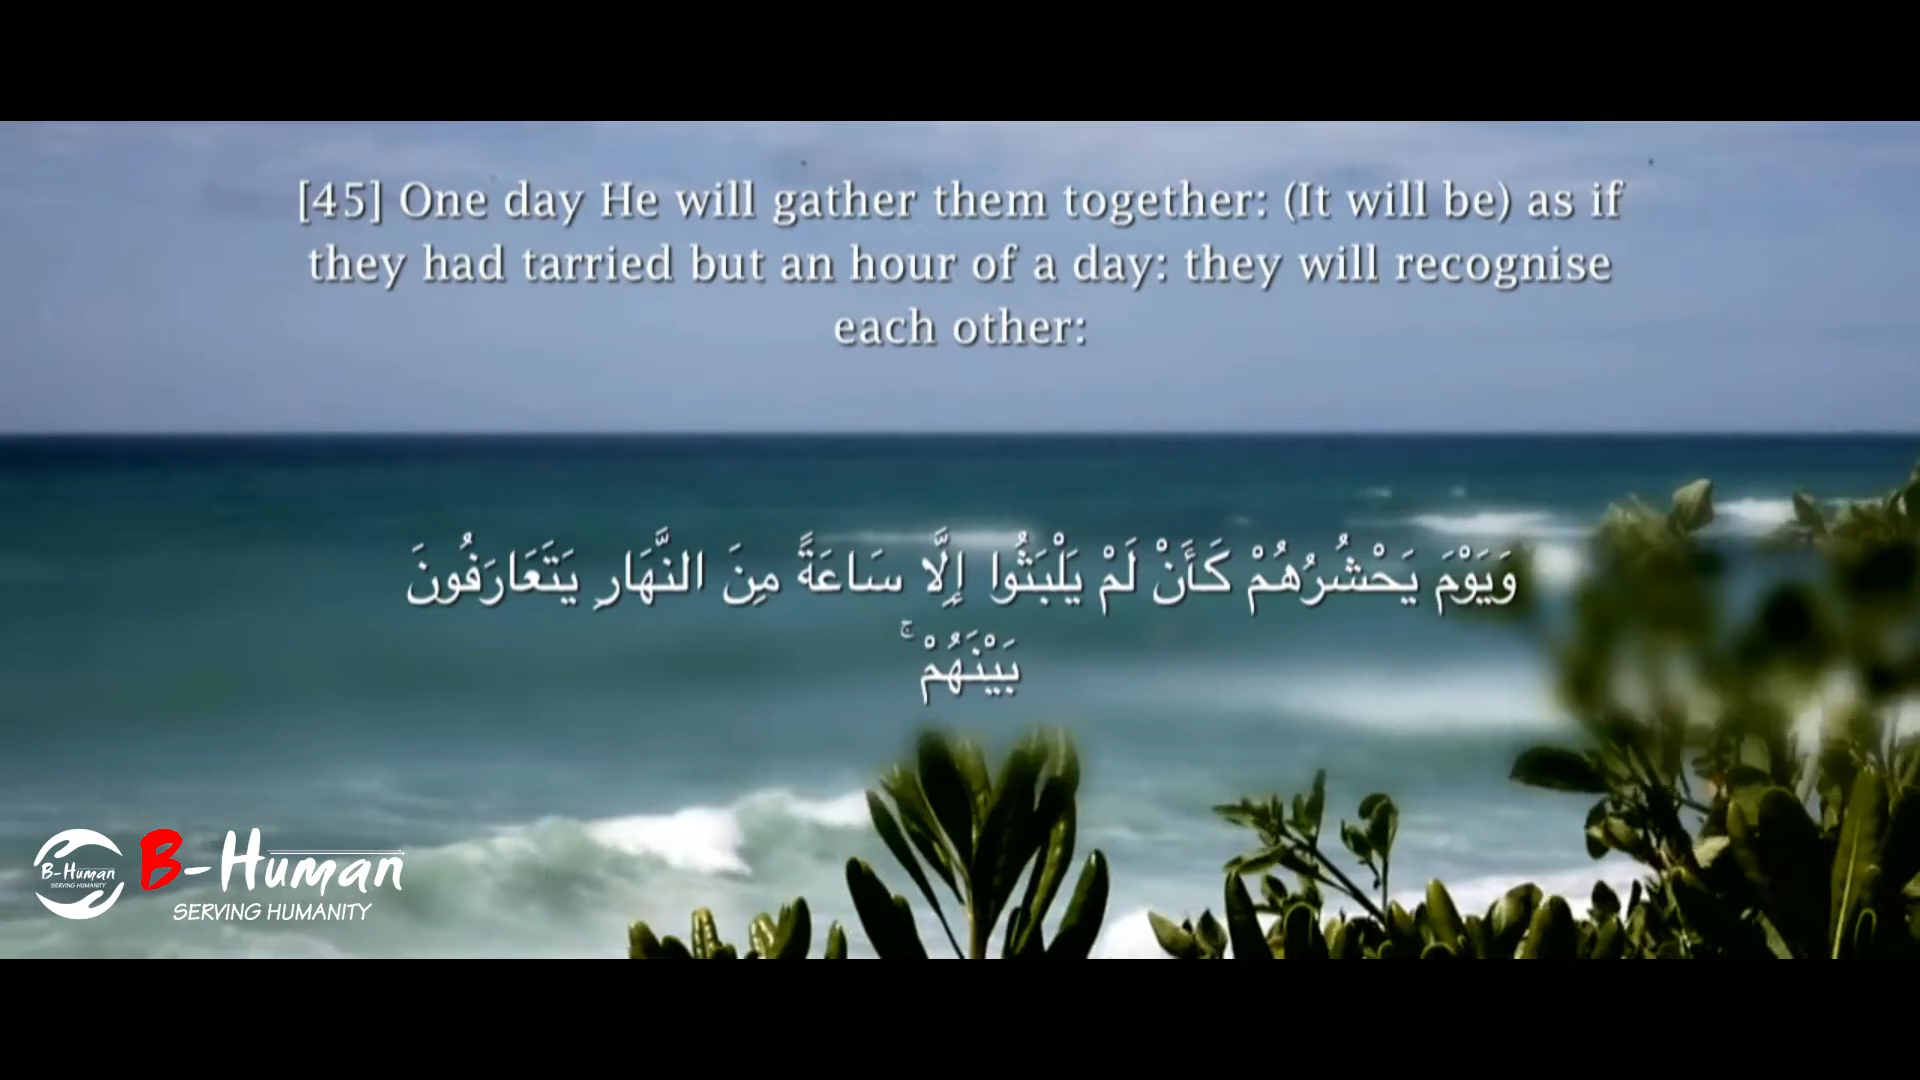 [45] One day He will gather them together: (It will be) as if
they had tarried but an hour of a day: they will recognise
each other:
وَيَوْمَ يَحْشُرُهُمْ كَأَنْ لَمْ يَلْبَثُوا إِلَّا سَاعَةً مِنَ النَّهَارِ يَتَعَارَفُونَ
بَيْنَهُمْ ۚ
B-Human
SERVING HUMANITY
B-Human
SERVING HUMANITY